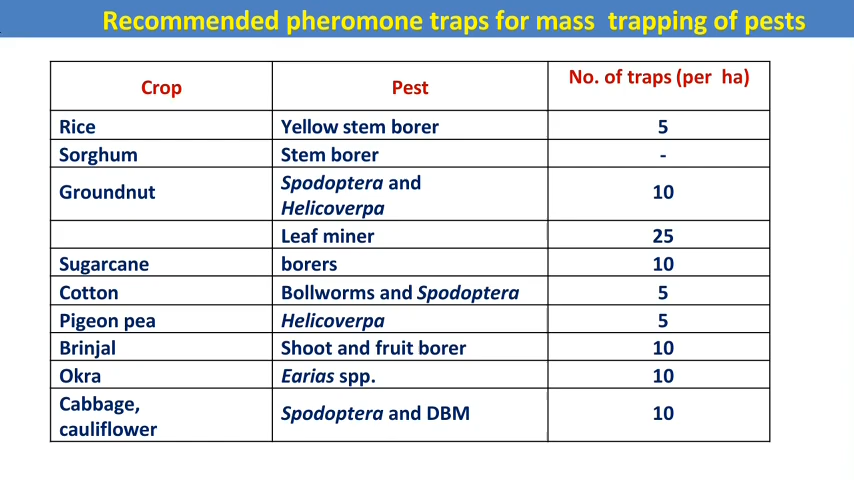 Recommended pheromone traps for mass trapping of pests
Crop Pest No. of traps (per ha)
Rice Yellow stem borer 5
Sorghum Stem borer -
Groundnut Spodoptera and Helicoverpa 10
Leaf miner 25
Sugarcane borers 10
Cotton Bollworms and Spodoptera 5
Pigeon pea Helicoverpa 5
Brinjal Shoot and fruit borer 10
Okra Earias spp. 10
Cabbage, cauliflower Spodoptera and DBM 10